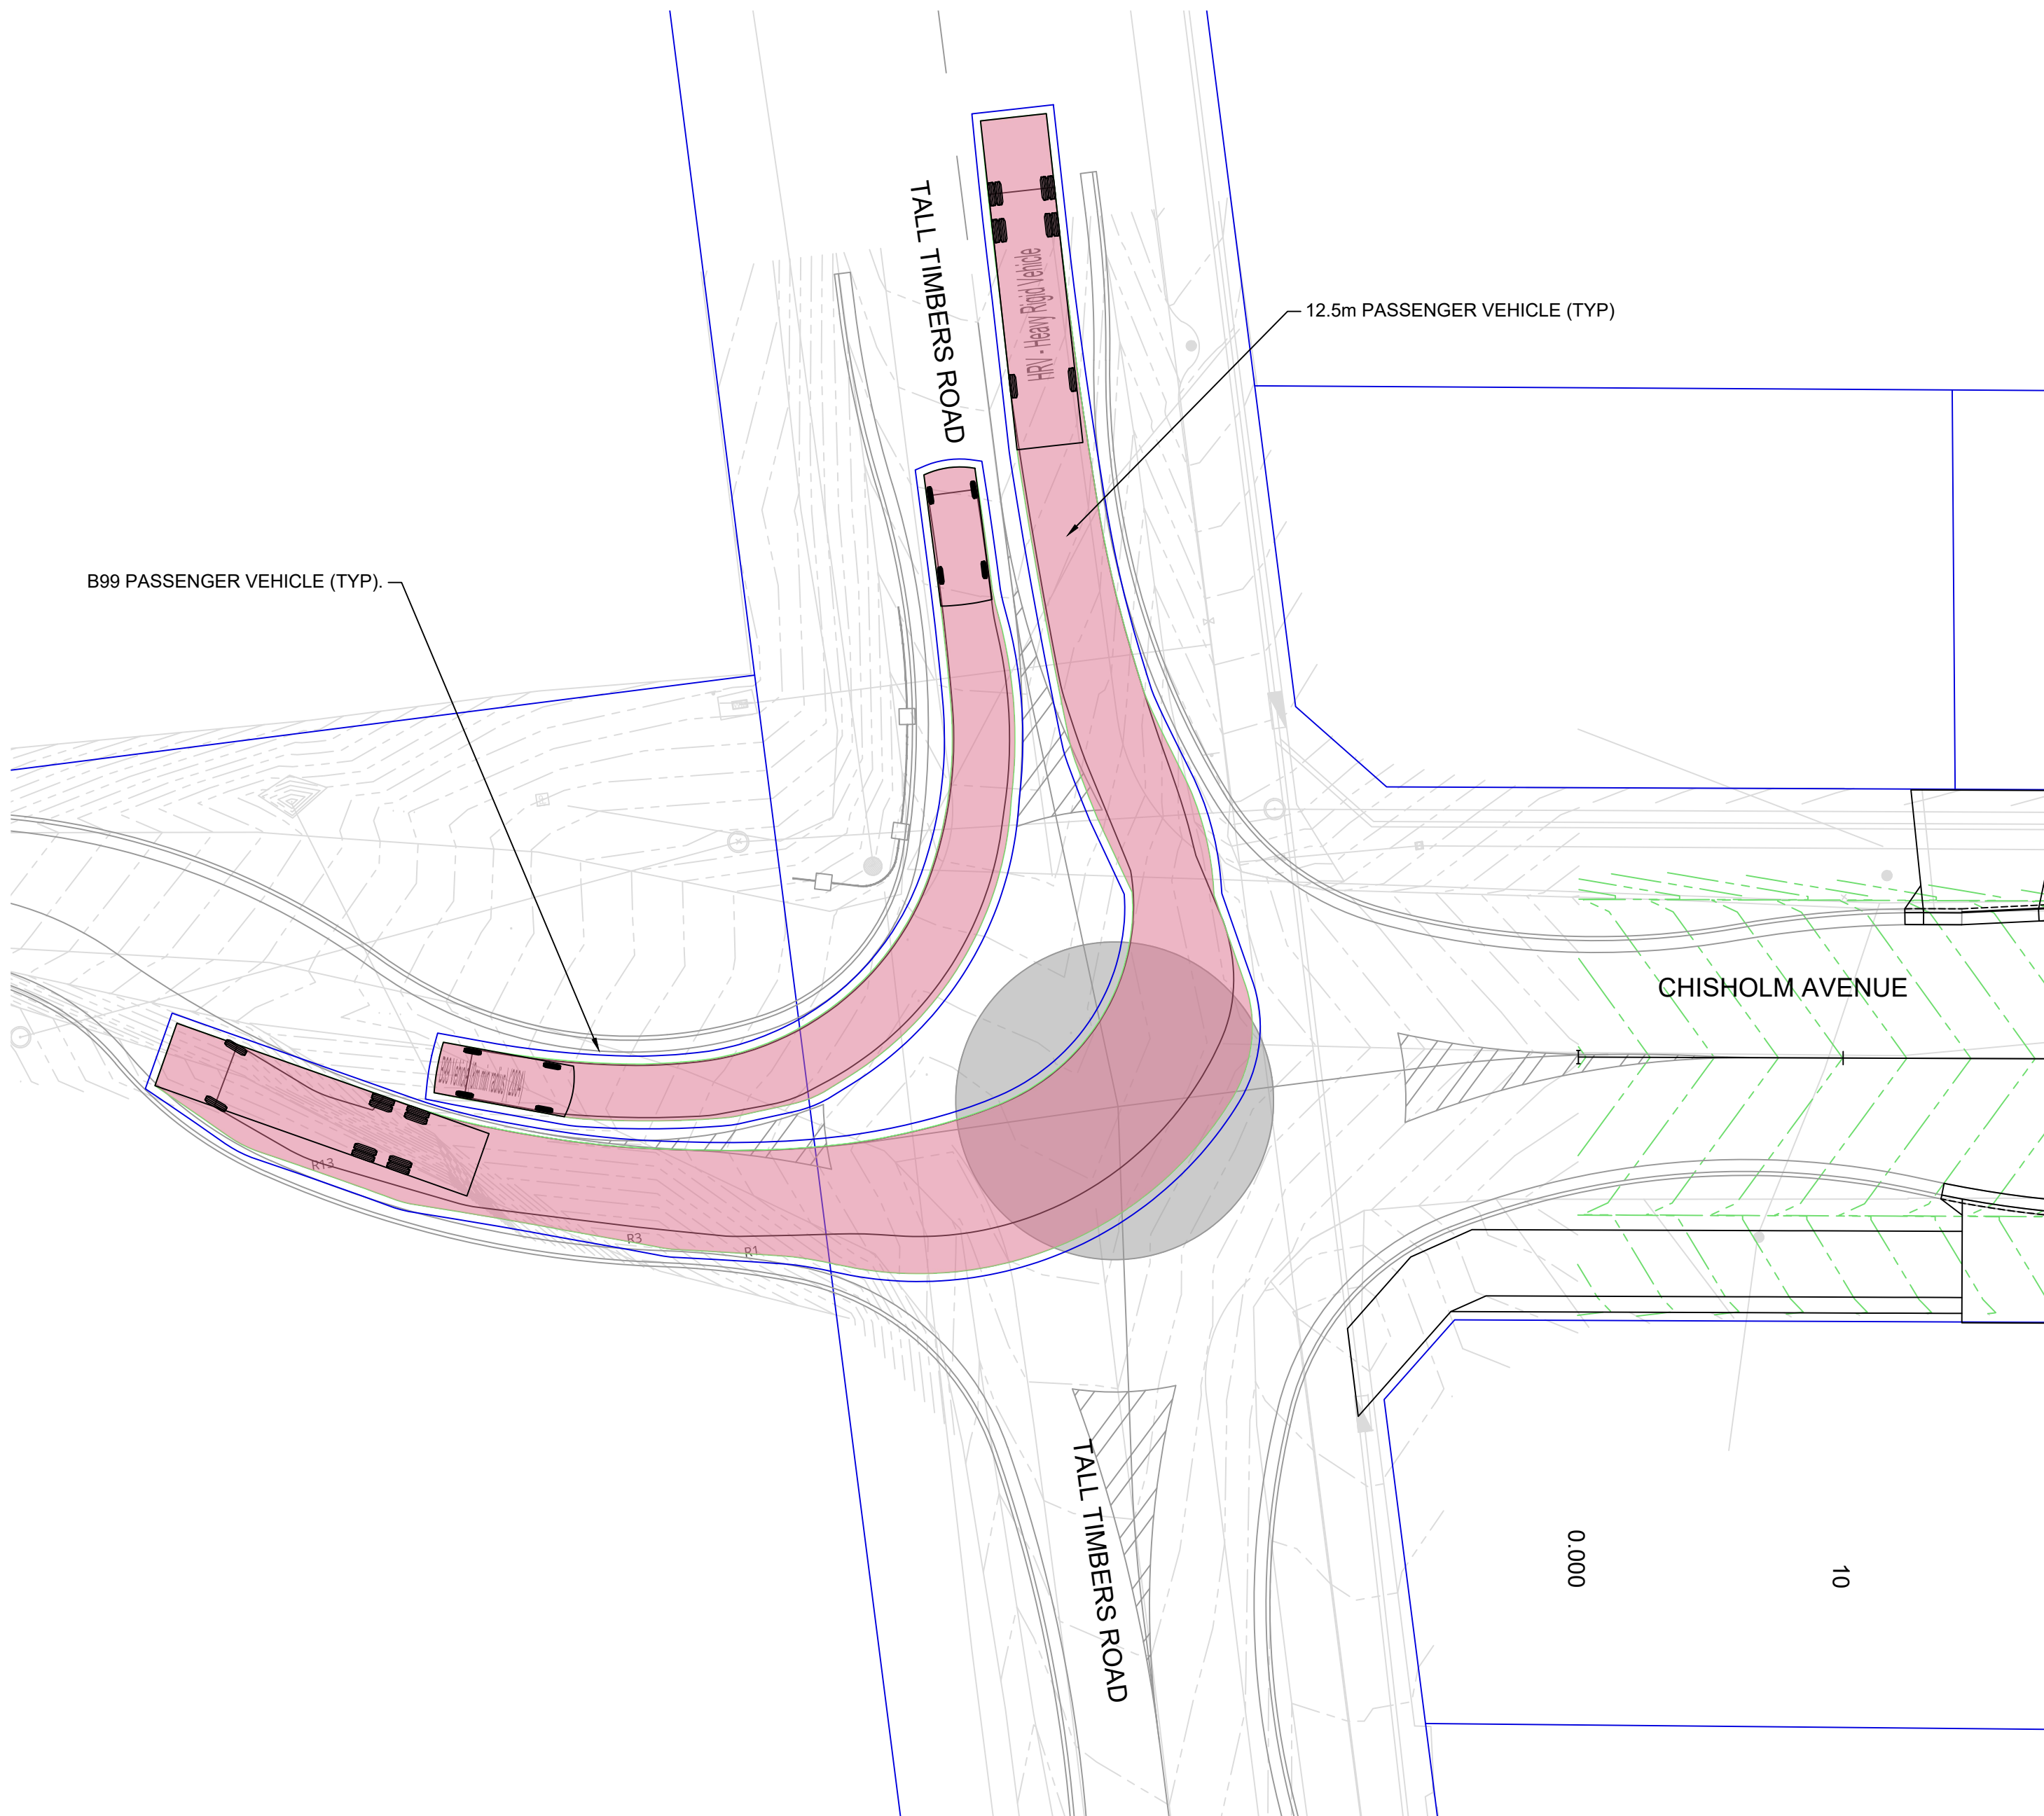 TALL TIMBERS ROAD
HRV - Heavy Rigid Vehicle
12.5m PASSENGER VEHICLE (TYP)
B99 PASSENGER VEHICLE (TYP).
CHISHOLM AVENUE
R13
R3
R1
TALL TIMBERS ROAD
0.000
10